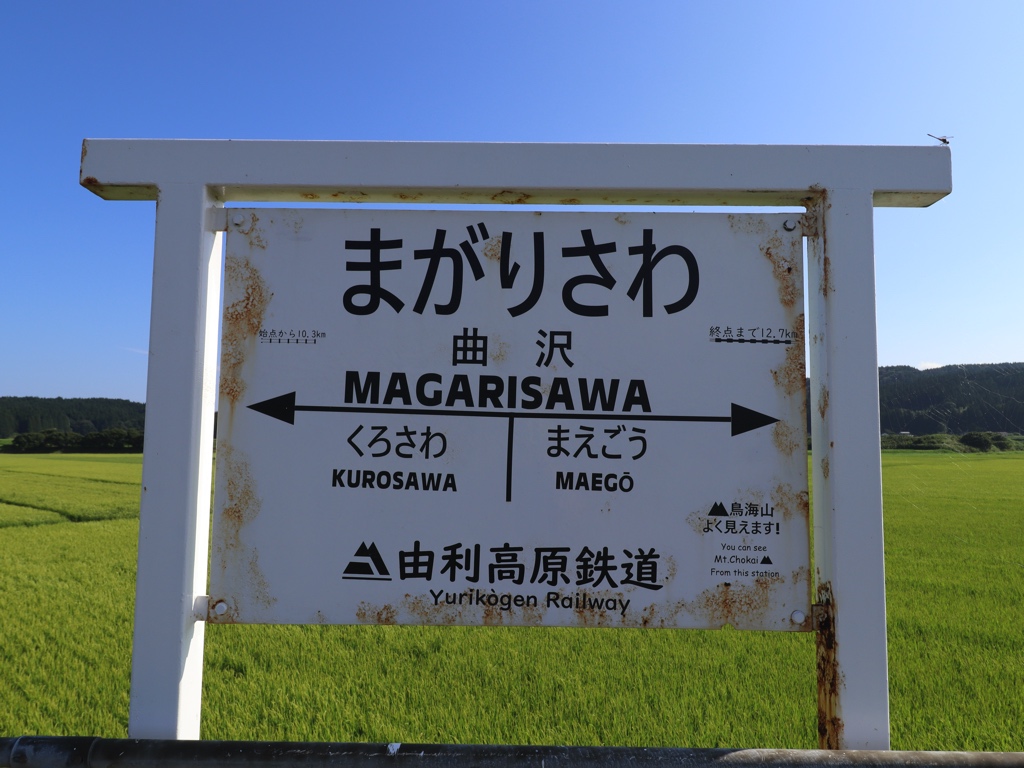 まがりさわ
始点から10.3km
終点まで12.7km
曲 沢
MAGARISAWA
くろさわ
まえごう
KUROSAWA
MAEGŌ
鳥海山
よく見えます!
You can see
Mt.Chokai
From this station
由利高原鉄道
Yurikògen Railway